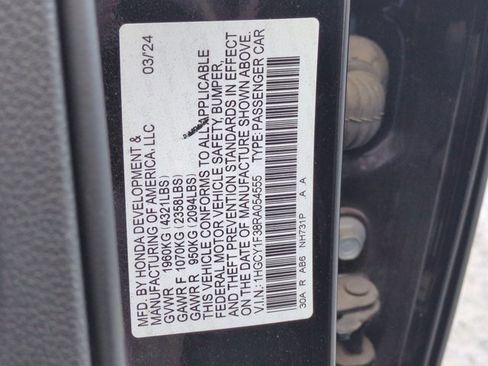 MFD. BY HONDA DEVELOPMENT & 03/24
MANUFACTURING OF AMERICA, LLC
GVWR 1960KG (4321LBS)
GAWR F 1070KG (2358LBS)
GAWR R 950KG (2094LBS)
THIS VEHICLE CONFORMS TO ALL APPLICABLE
FEDERAL MOTOR VEHICLE SAFETY, BUMPER,
AND THEFT PREVENTION STANDARDS IN EFFECT
ON THE DATE OF MANUFACTURE SHOWN ABOVE
V.I.N.: 1HGCY1F38RA054555 TYPE: PASSENGER CAR
30A R AB6 NH731P A A